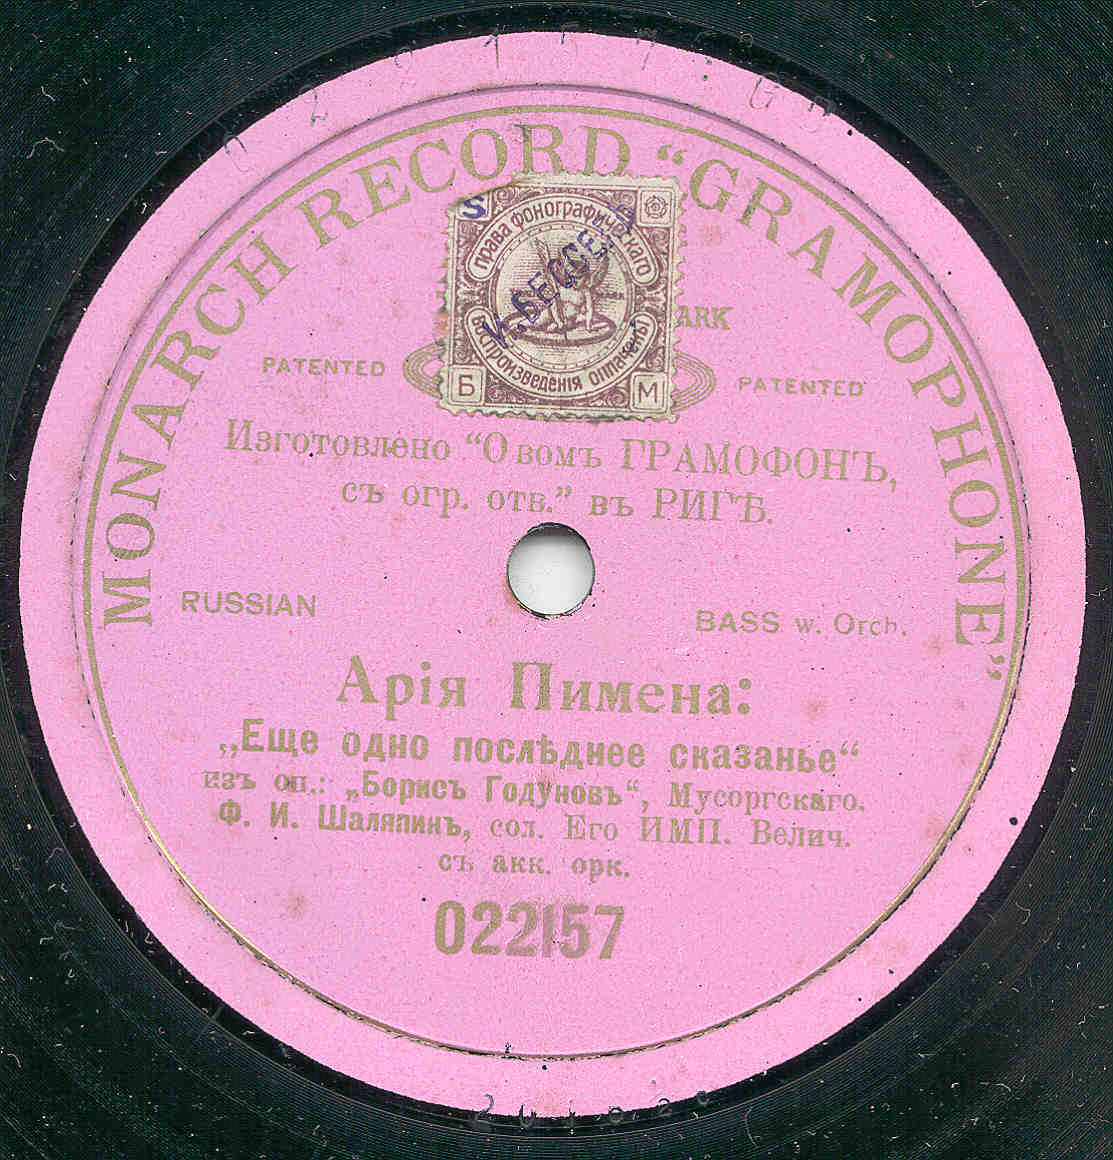 MONARCH RECORD “GRAMOPHONE”
S
права фонографическаго
воспроизведенія оплачены
Б М
ARK
PATENTED PATENTED
Изготовлено “О вомъ ГРАМОФОНЪ,
съ огр. отв.” въ РИГѢ.
RUSSIAN BASS w. Orch.
Арія Пимена:
„Еще одно послѣднее сказанье“
изъ оп.: „Борисъ Годуновъ“, Мусоргскаго.
Ф. И. Шаляпинъ, сол. Его ИМП. Велич.
съ акк. орк.
022157